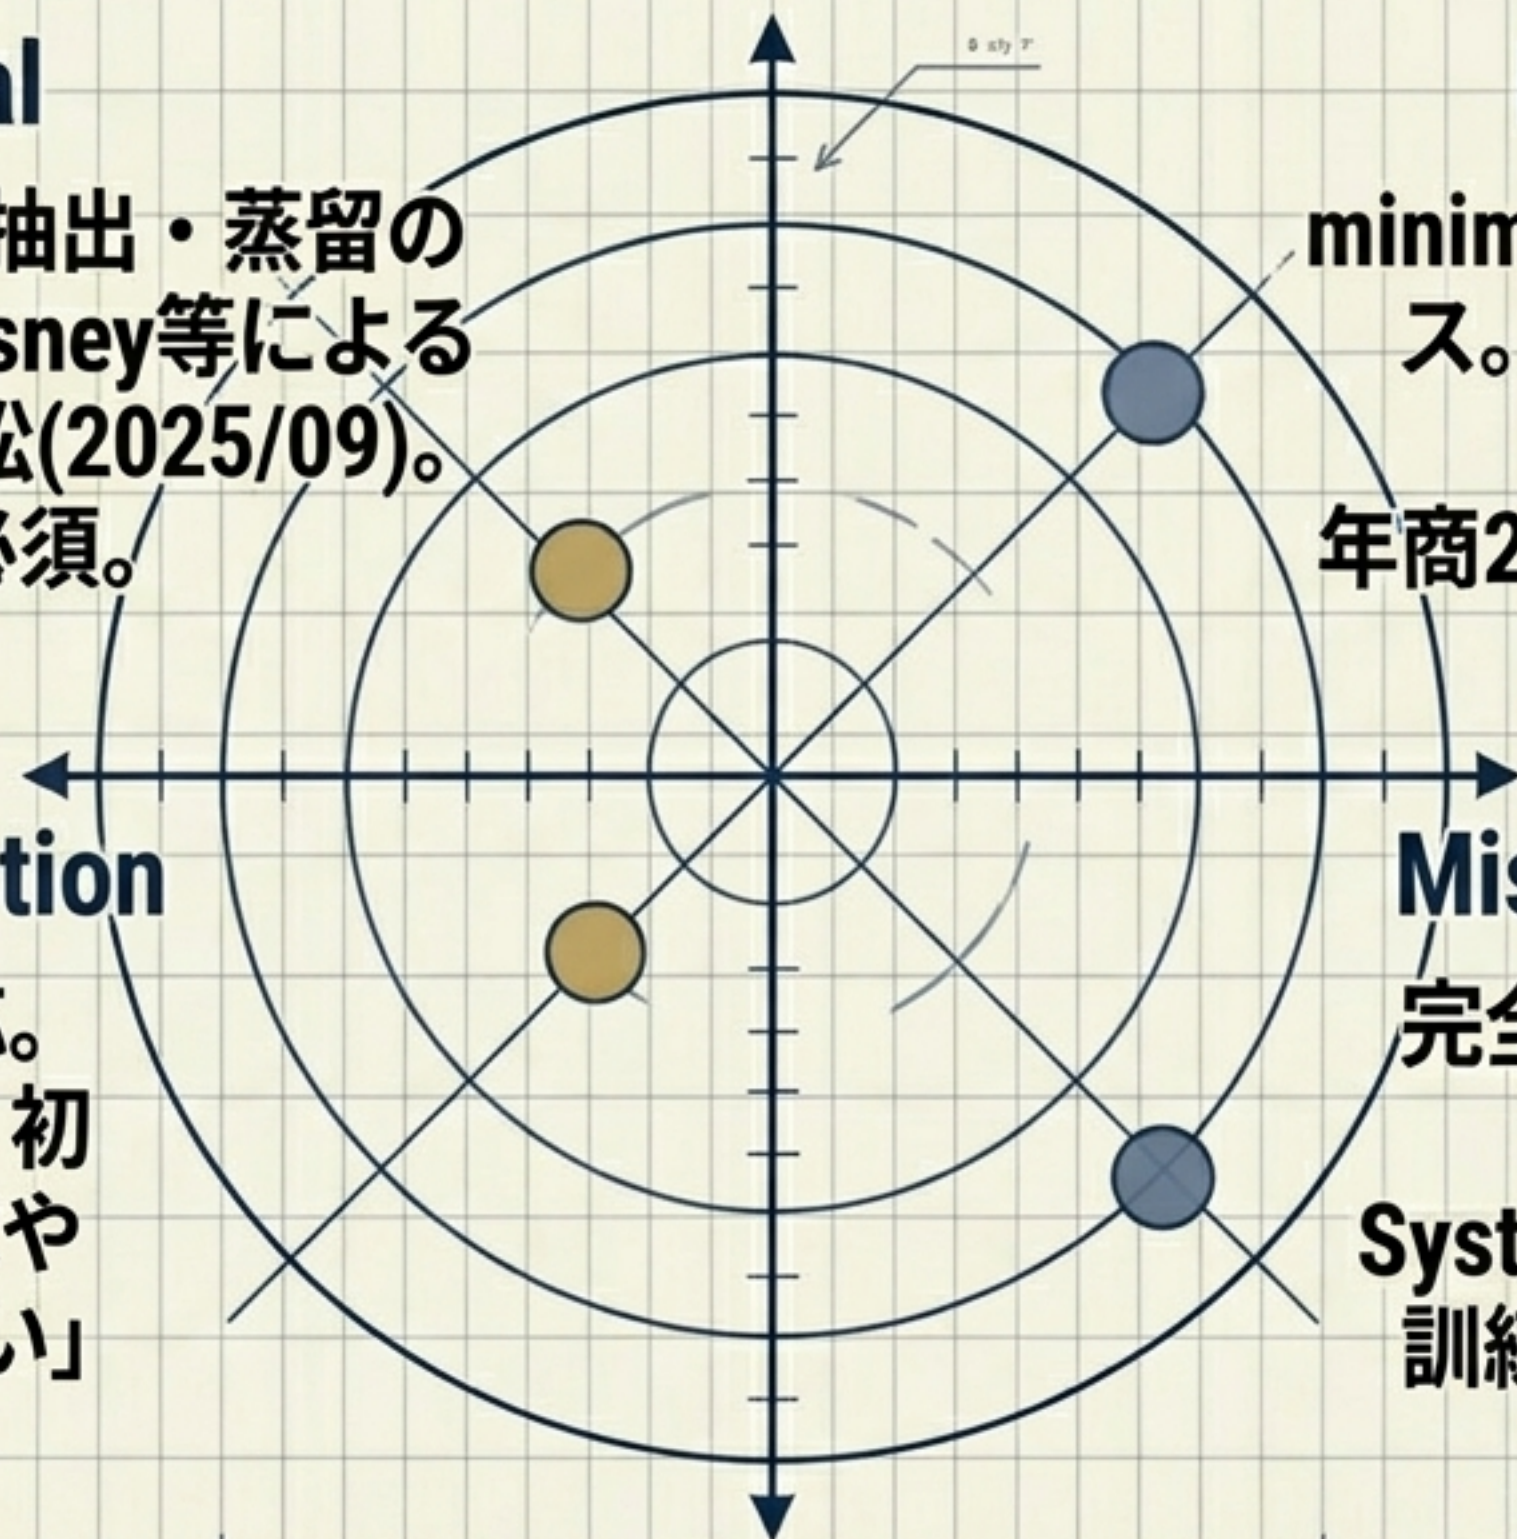 al
抽出・蒸留の
sney等による
訟(2025/09)。
必須。
minim
ス。
年商2
tion
。
初
や
い」
Mis
完全
Syst
訓練